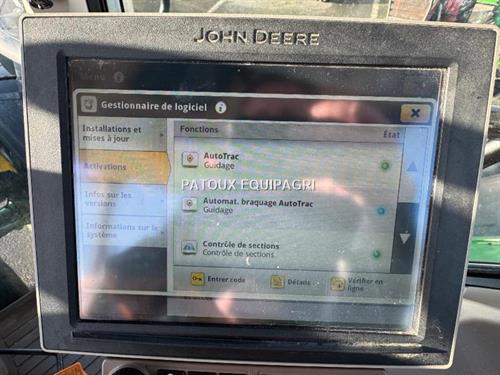 JOHN DEERE
Menu
Gestionnaire de logiciel
Installations et
mises à jour
Activations
Infos sur les
versions
Informations sur le
système
Fonctions
État
AutoTrac
Guidage
PATOUX EQUIPAGRI
Automat. braquage AutoTrac
Guidage
Contrôle de sections
Contrôle de sections
Entrer code
Détails
Vérifier en
ligne